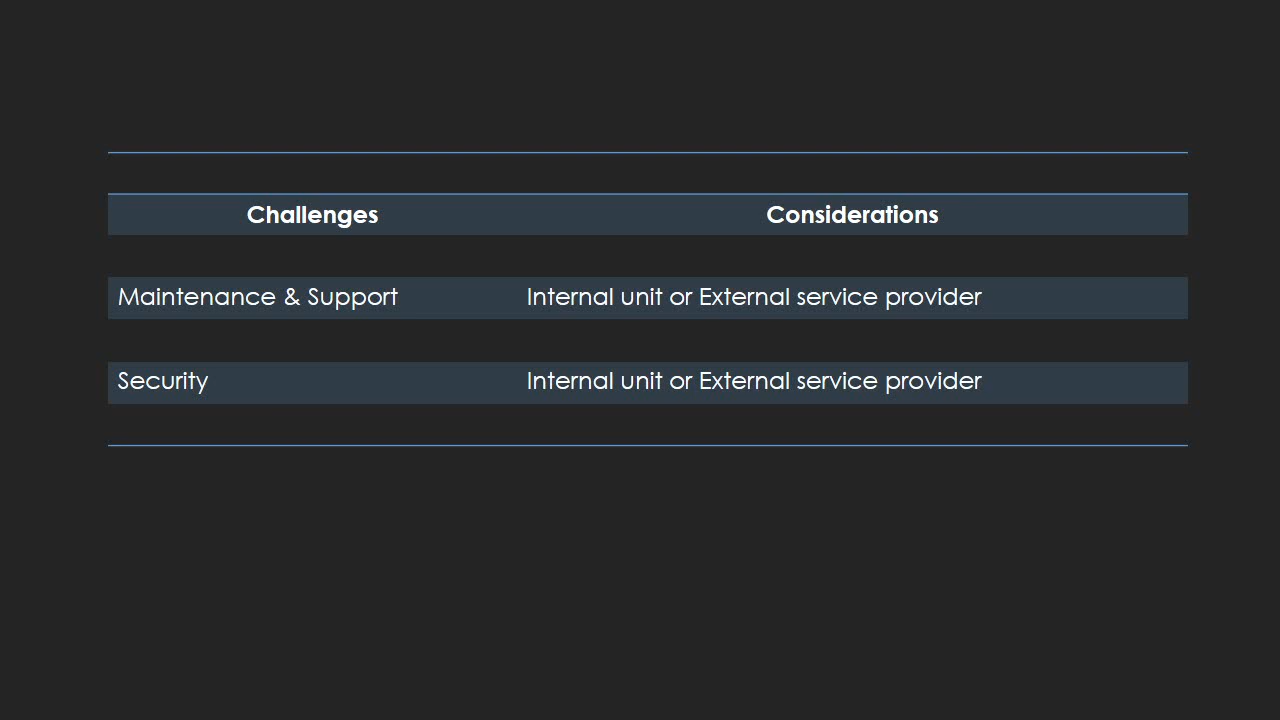 Challenges Considerations
Maintenance & Support Internal unit or External service provider
Security Internal unit or External service provider